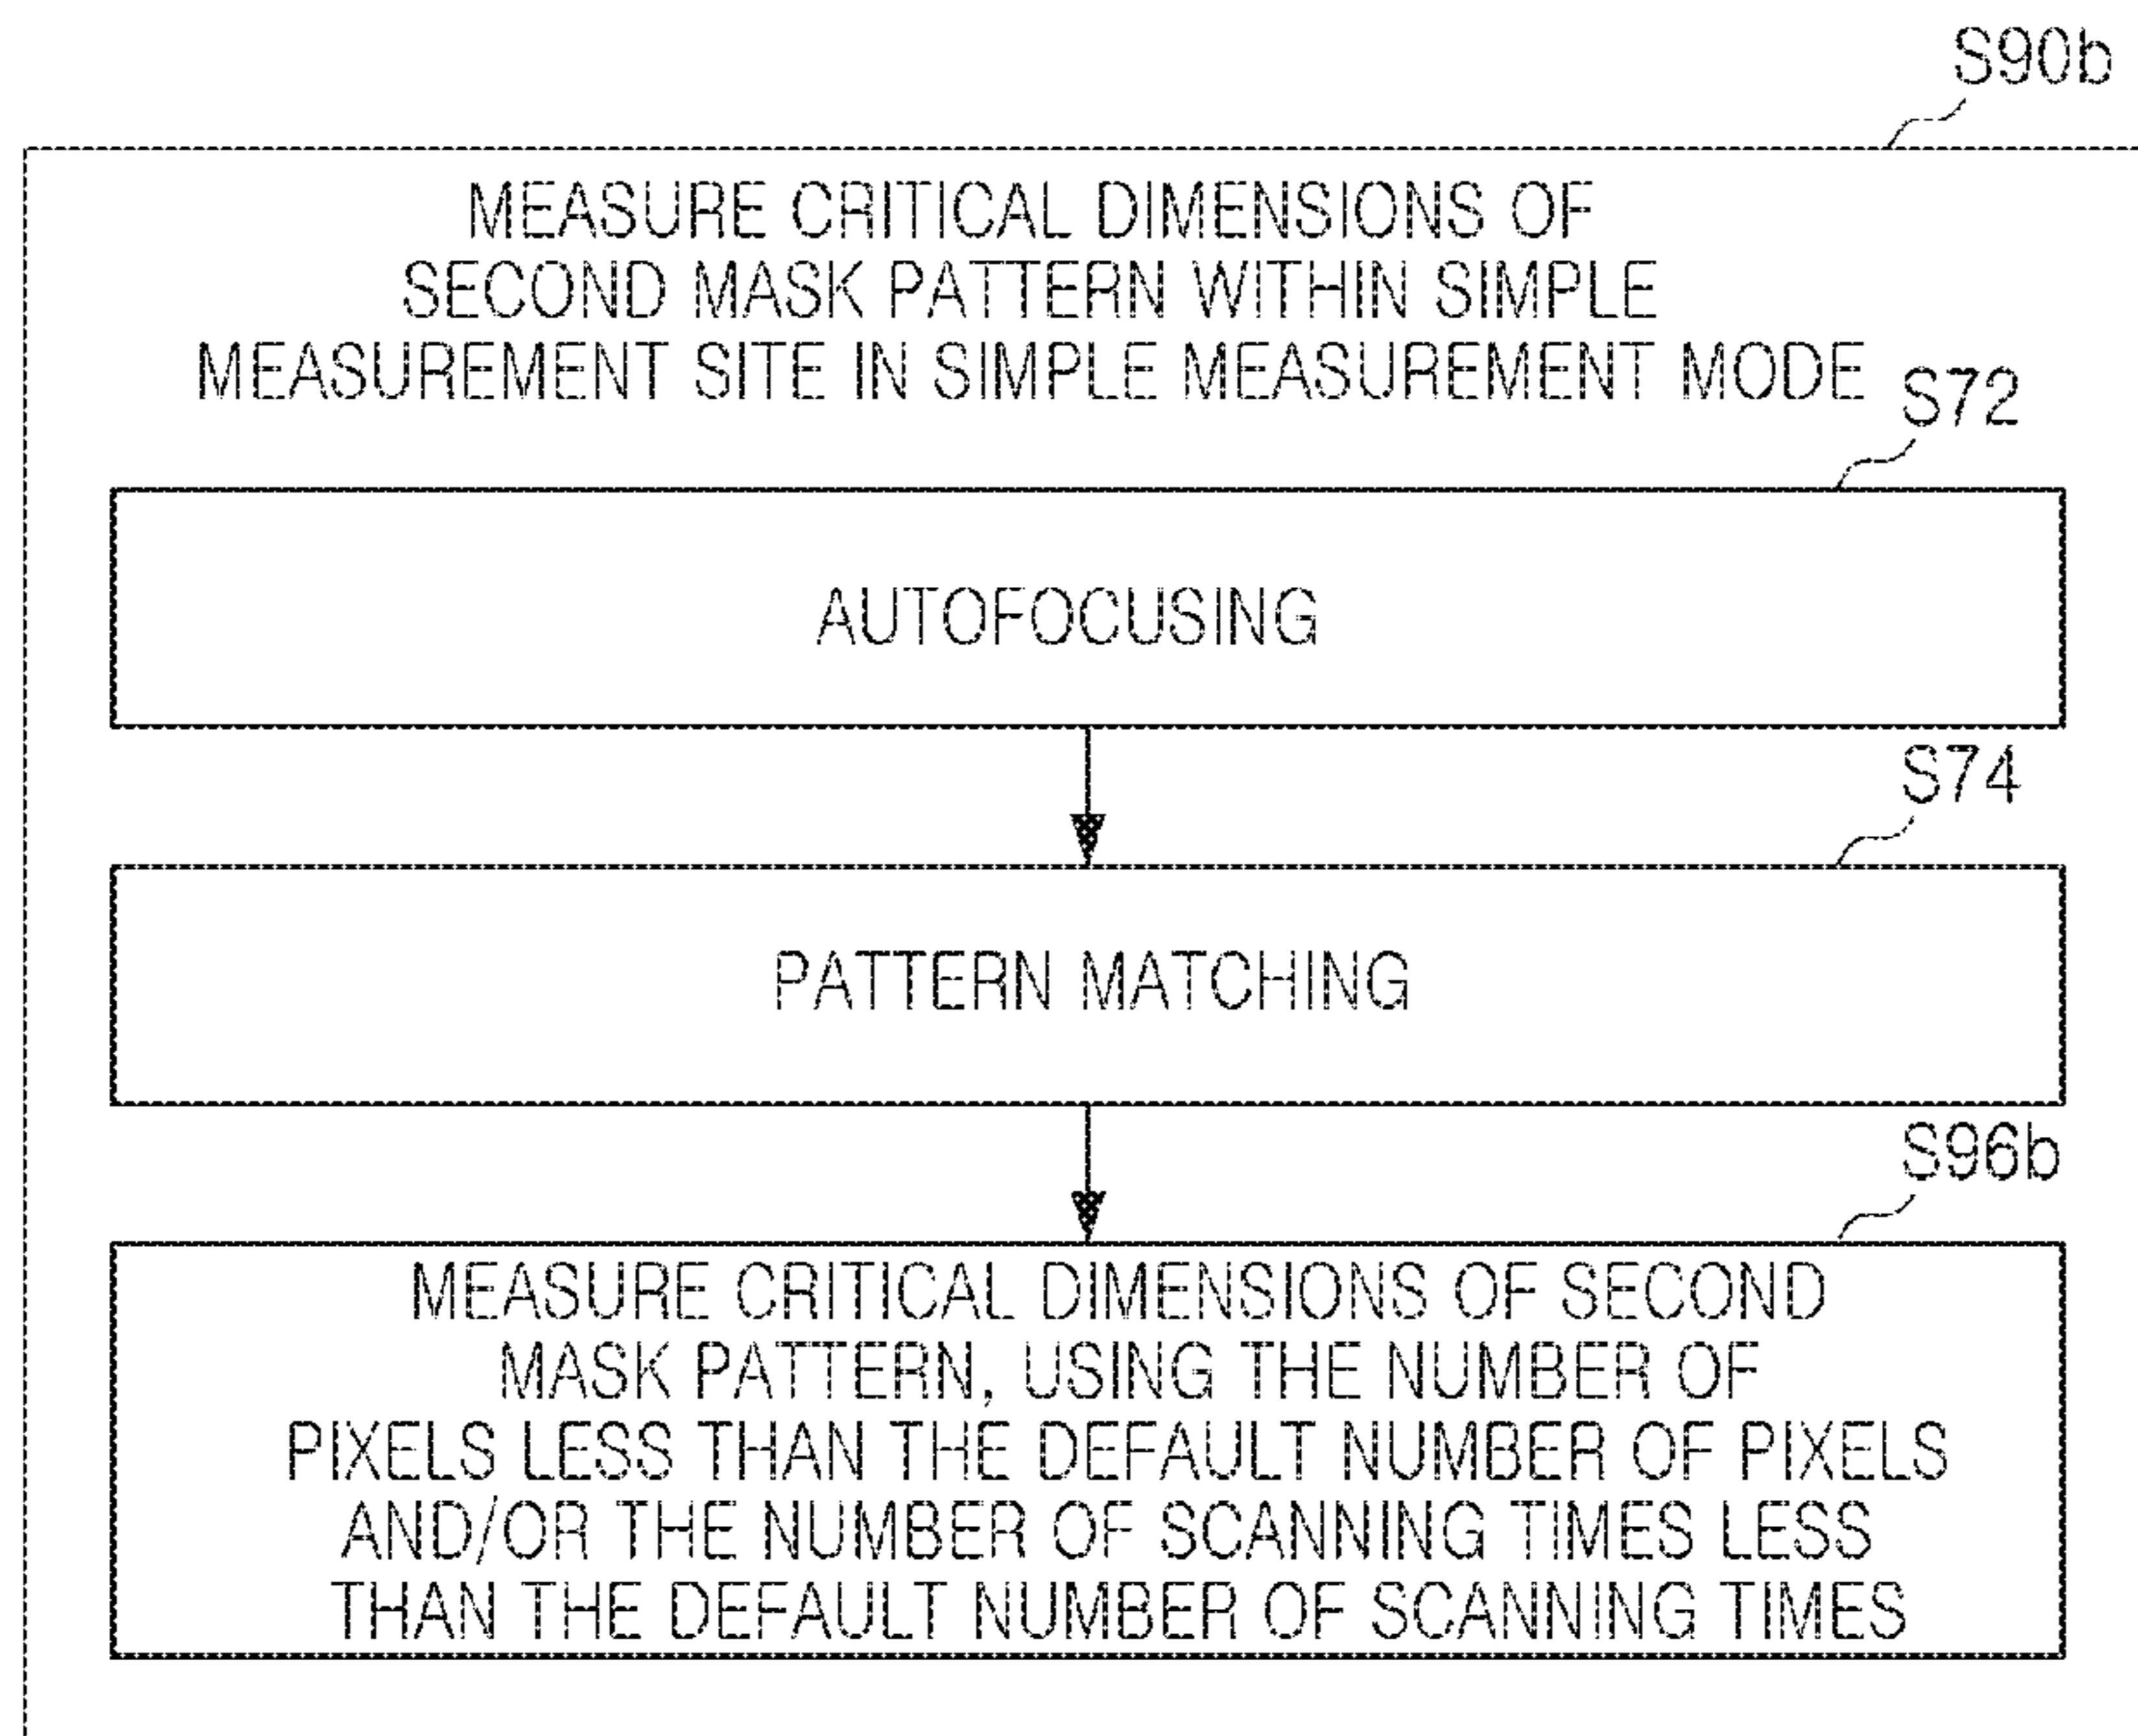 S90b
MEASURE CRITICAL DIMENSIONS OF
SECOND MASK PATTERN WITHIN SIMPLE
MEASUREMENT SITE IN SIMPLE MEASUREMENT MODE
S72
AUTOFOCUSING
S74
PATTERN MATCHING
S96b
MEASURE CRITICAL DIMENSIONS OF SECOND
MASK PATTERN, USING THE NUMBER OF
PIXELS LESS THAN THE DEFAULT NUMBER OF PIXELS
AND/OR THE NUMBER OF SCANNING TIMES LESS
THAN THE DEFAULT NUMBER OF SCANNING TIMES